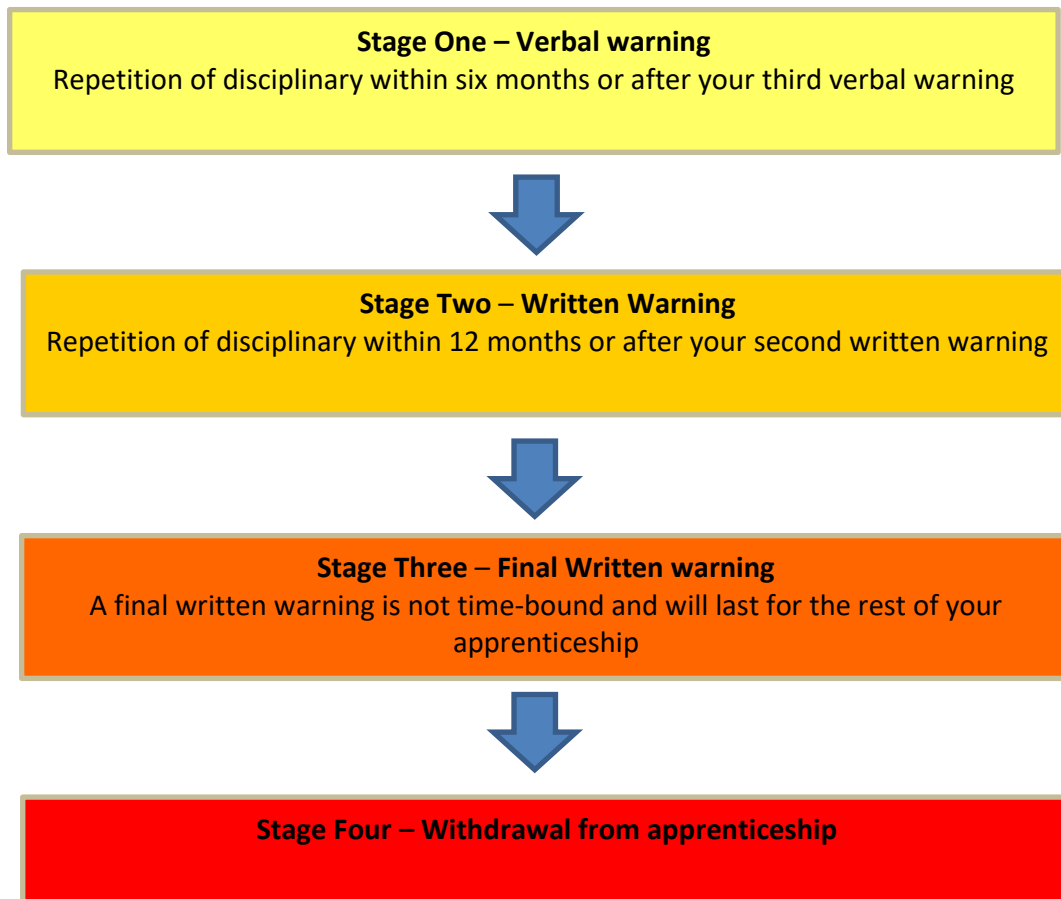 Stage One – Verbal warning
Repetition of disciplinary within six months or after your third verbal warning
Stage Two – Written Warning
Repetition of disciplinary within 12 months or after your second written warning
Stage Three – Final Written warning
A final written warning is not time-bound and will last for the rest of your
apprenticeship
Stage Four – Withdrawal from apprenticeship